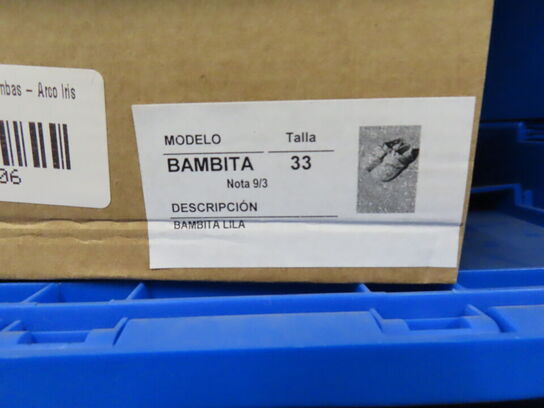 mbas – Arco Iris
06
MODELO Talla
BAMBITA 33
Nota 9/3
DESCRIPCIÓN
BAMBITA LILA